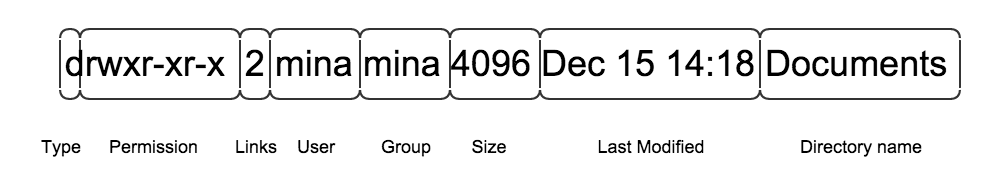 drwxr-xr-x 2 mina mina 4096 Dec 15 14:18 Documents
Type Permission Links User Group Size Last Modified Directory name